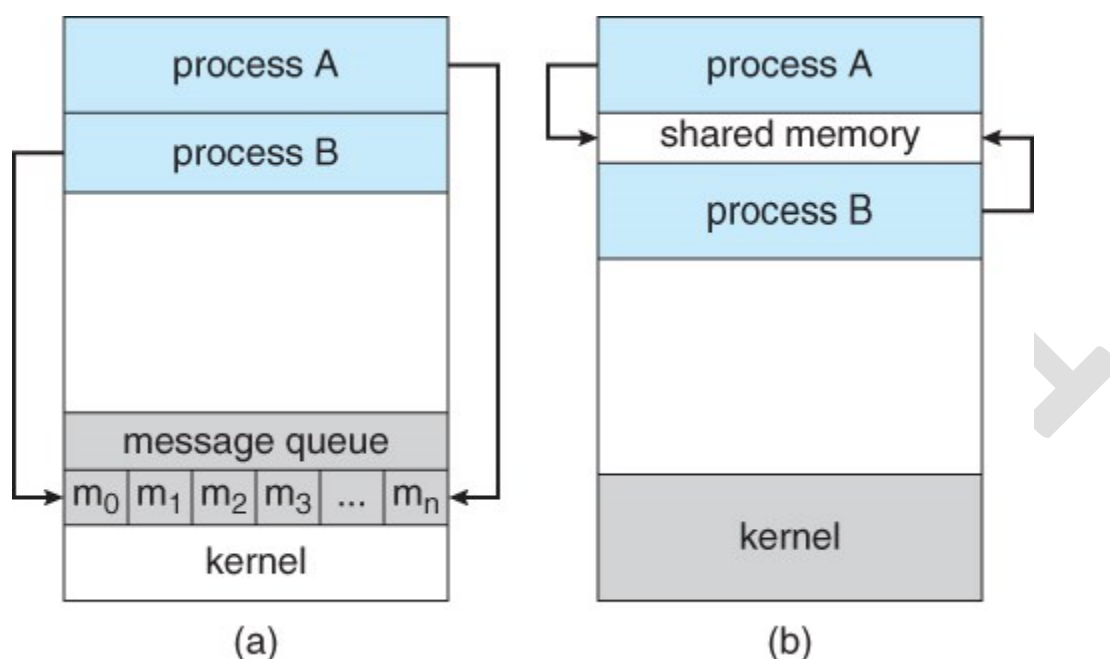 process A
process B
message queue
m0 m1 m2 m3 ... mn
kernel
(a)
process A
shared memory
process B
kernel
(b)